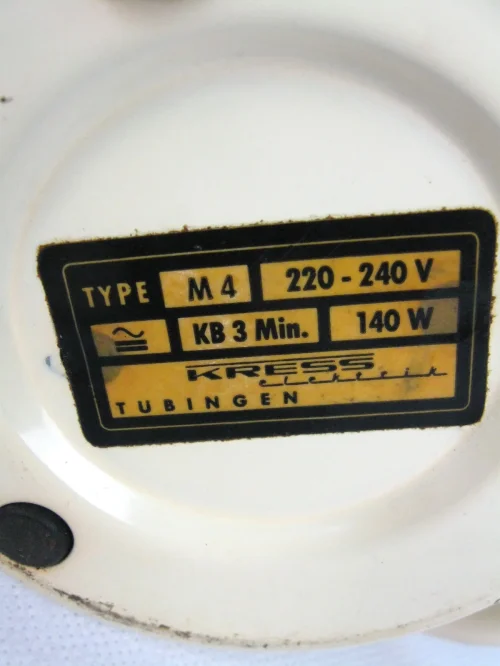 TYPE M 4 220 - 240 V
KB 3 Min. 140 W
KRESS
elektrik
TUBINGEN